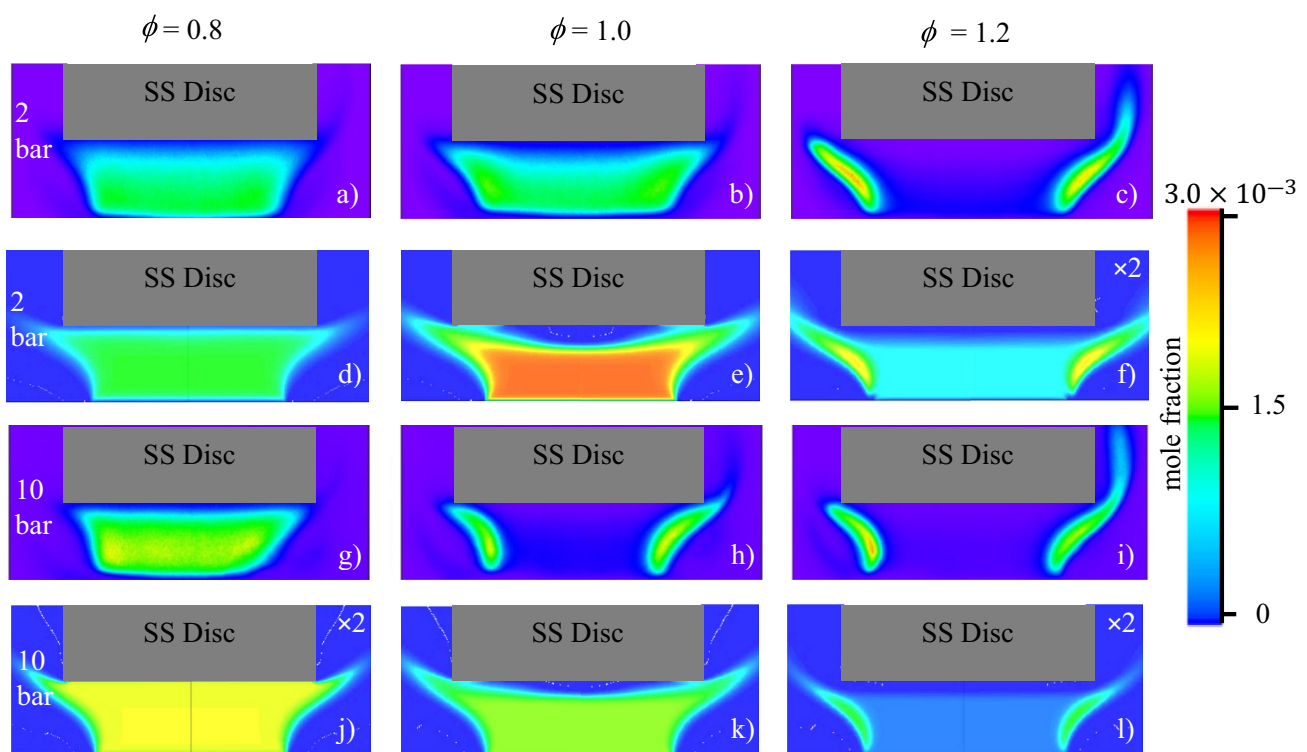 ϕ = 0.8
ϕ = 1.0
ϕ = 1.2
2
bar
SS Disc
a)
SS Disc
b)
SS Disc
c)
2
bar
SS Disc
d)
SS Disc
e)
SS Disc
×2
f)
10
bar
SS Disc
g)
SS Disc
h)
SS Disc
i)
10
bar
SS Disc
×2
j)
SS Disc
k)
SS Disc
×2
l)
3.0 × 10⁻³
1.5
0
mole fraction